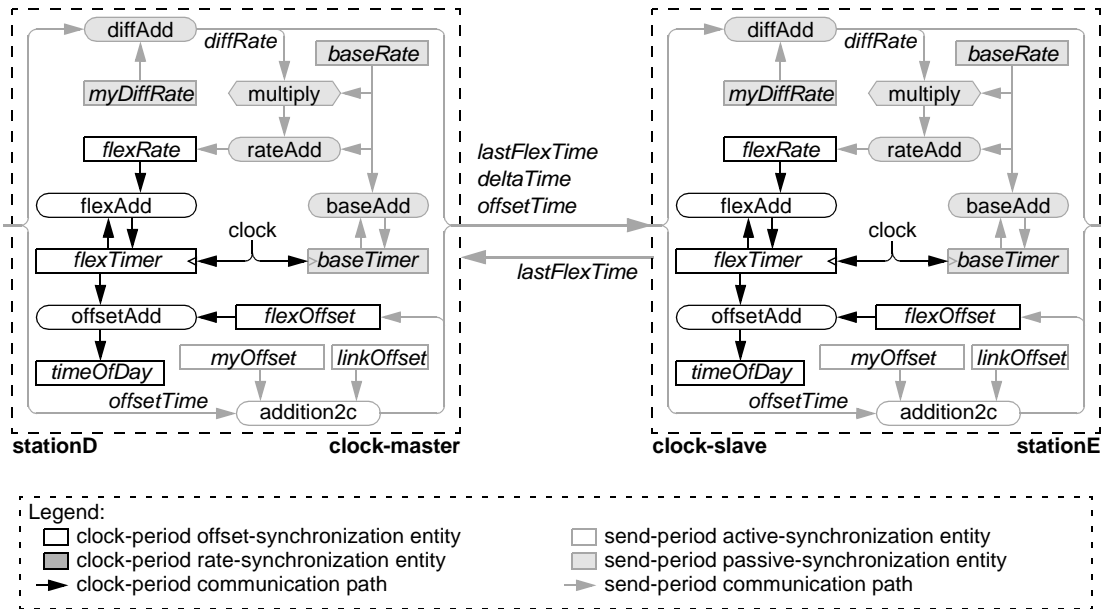 diffAdd
diffRate
baseRate
myDiffRate
multiply
flexRate
rateAdd
flexAdd
baseAdd
clock
flexTimer
baseTimer
offsetAdd
flexOffset
myOffset
linkOffset
timeOfDay
offsetTime
addition2c
stationD
clock-master
lastFlexTime
deltaTime
offsetTime
lastFlexTime
diffAdd
diffRate
baseRate
myDiffRate
multiply
flexRate
rateAdd
flexAdd
baseAdd
clock
flexTimer
baseTimer
offsetAdd
flexOffset
myOffset
linkOffset
timeOfDay
offsetTime
addition2c
clock-slave
stationE
Legend:
clock-period offset-synchronization entity
clock-period rate-synchronization entity
clock-period communication path
send-period active-synchronization entity
send-period passive-synchronization entity
send-period communication path